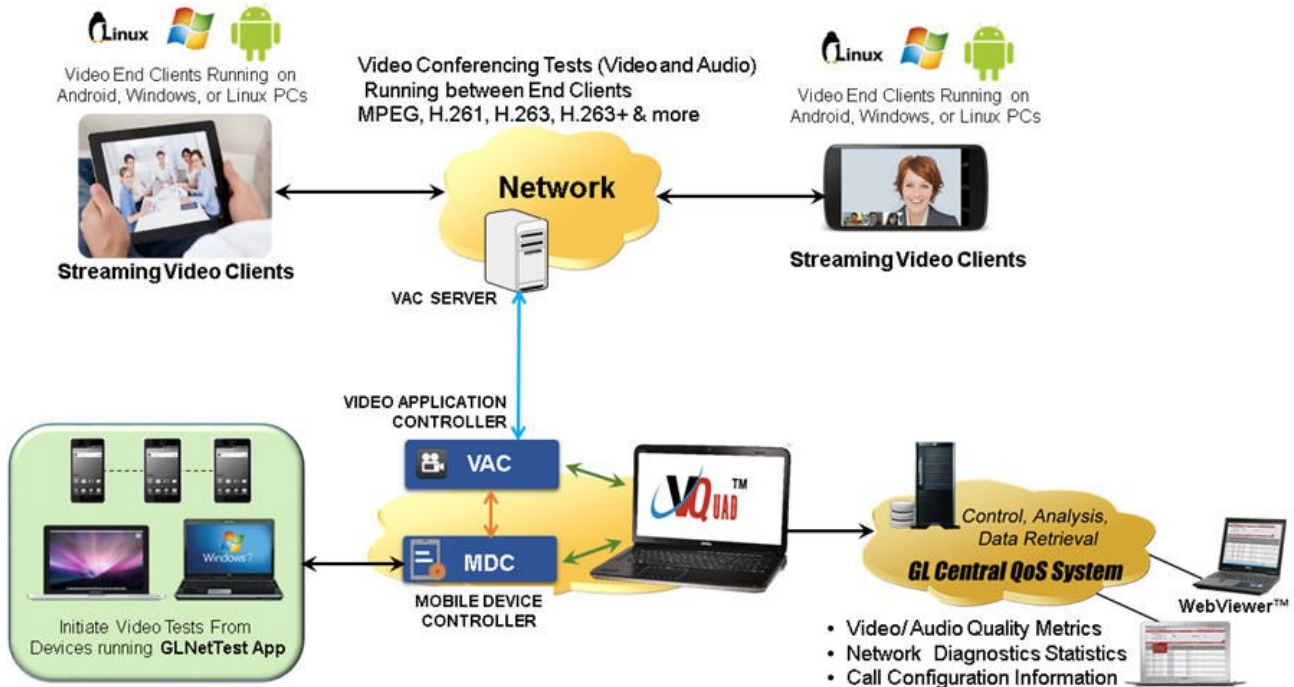 Linux
Video End Clients Running on
Android, Windows, or Linux PCs
Streaming Video Clients
Video Conferencing Tests (Video and Audio)
Running between End Clients
MPEG, H.261, H.263, H.263+ & more
Network
VAC SERVER
Linux
Video End Clients Running on
Android, Windows, or Linux PCs
Streaming Video Clients
VIDEO APPLICATION
CONTROLLER
VAC
MDC
MOBILE DEVICE
CONTROLLER
VQUAD™
Windows 7
Initiate Video Tests From
Devices running GLNetTest App
Control, Analysis,
Data Retrieval
GL Central QoS System
WebViewer™
• Video/Audio Quality Metrics
• Network Diagnostics Statistics
• Call Configuration Information